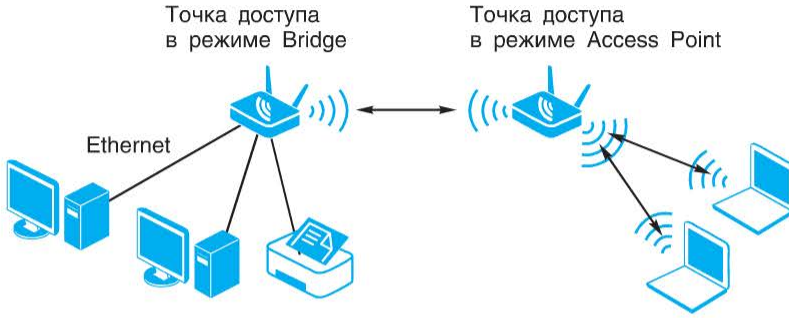 Точка доступа
в режиме Bridge
Точка доступа
в режиме Access Point
Ethernet